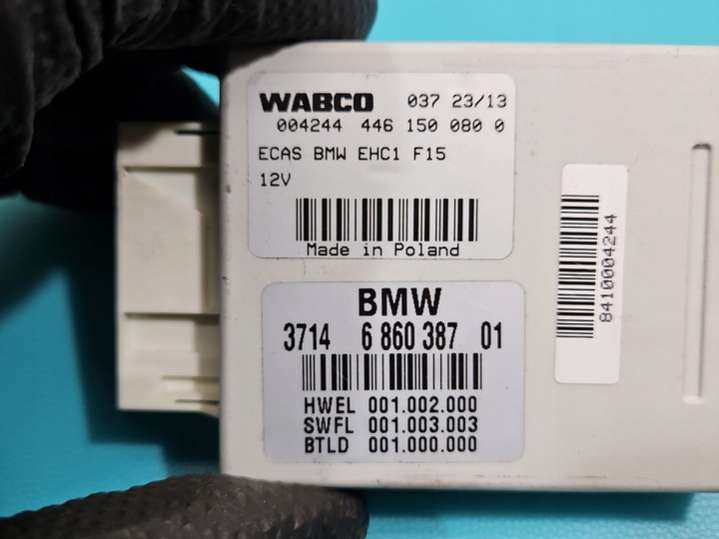 WABCO 037 23/13
004244 446 150 080 0
ECAS BMW EHC1 F15
12V
Made in Poland
BMW
3714 6 860 387 01
HWEL 001.002.000
SWFL 001.003.003
BTLD 001.000.000
8410004244